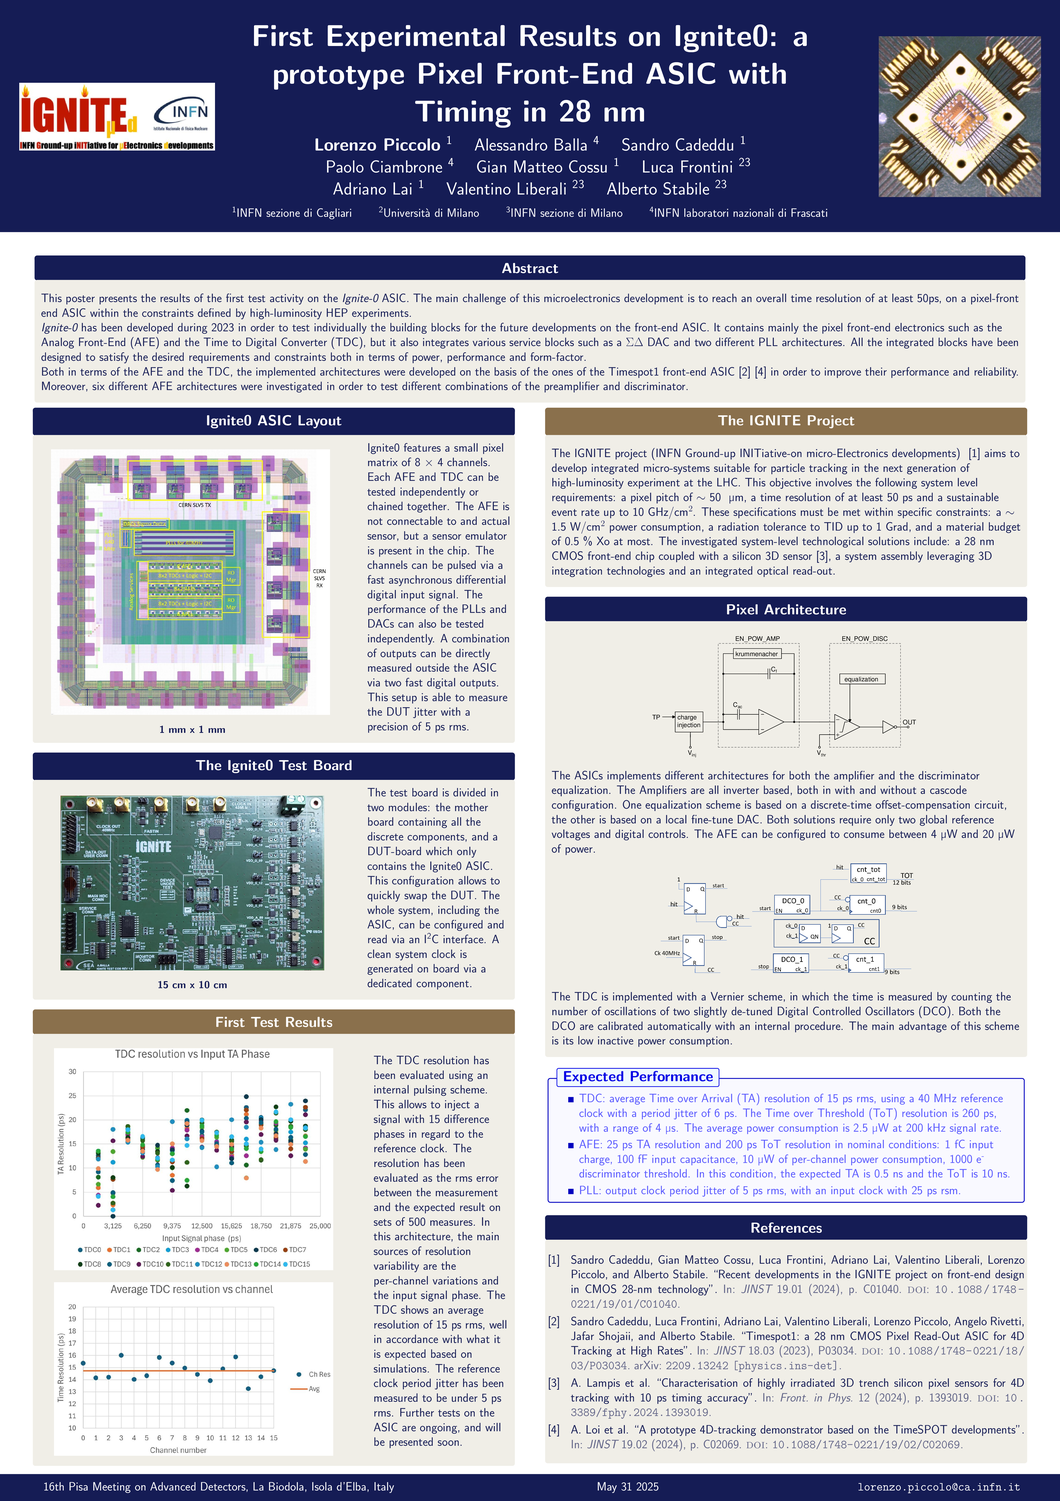 First Experimental Results on Ignite0: a
prototype Pixel Front-End ASIC with
Timing in 28 nm
IGNITE
μEd
INFN Ground-up INITiative for μElectronics developments
INFN
Istituto Nazionale di Fisica Nucleare
Lorenzo Piccolo 1 Alessandro Balla 4 Sandro Cadeddu 1
Paolo Ciambrone 4 Gian Matteo Cossu 1 Luca Frontini 23
Adriano Lai 1 Valentino Liberali 23 Alberto Stabile 23
1INFN sezione di Cagliari 2Università di Milano 3INFN sezione di Milano 4INFN laboratori nazionali di Frascati
Abstract
This poster presents the results of the first test activity on the Ignite-0 ASIC. The main challenge of this microelectronics development is to reach an overall time resolution of at least 50ps, on a pixel-front
end ASIC within the constraints defined by high-luminosity HEP experiments.
Ignite-0 has been developed during 2023 in order to test individually the building blocks for the future developments on the front-end ASIC. It contains mainly the pixel front-end electronics such as the
Analog Front-End (AFE) and the Time to Digital Converter (TDC), but it also integrates various service blocks such as a ΣΔ DAC and two different PLL architectures. All the integrated blocks have been
designed to satisfy the desired requirements and constraints both in terms of power, performance and form-factor.
Both in terms of the AFE and the TDC, the implemented architectures were developed on the basis of the ones of the Timespot1 front-end ASIC [2] [4] in order to improve their performance and reliability.
Moreover, six different AFE architectures were investigated in order to test different combinations of the preamplifier and discriminator.
Ignite0 ASIC Layout
CERN SLVS TX
CERN
SLVS
RX
8x2 TDCs + Logic + I2C
RO
Mgr
8x2 TDCs + Logic + I2C
RO
Mgr
1 mm x 1 mm
Ignite0 features a small pixel
matrix of 8 × 4 channels.
Each AFE and TDC can be
tested independently or
chained together. The AFE is
not connectable to and actual
sensor, but a sensor emulator
is present in the chip. The
channels can be pulsed via a
fast asynchronous differential
digital input signal. The
performance of the PLLs and
DACs can also be tested
independently. A combination
of outputs can be directly
measured outside the ASIC
via two fast digital outputs.
This setup is able to measure
the DUT jitter with a
precision of 5 ps rms.
The Ignite0 Test Board
IGNITE
15 cm x 10 cm
The test board is divided in
two modules: the mother
board containing all the
discrete components, and a
DUT-board which only
contains the Ignite0 ASIC.
This configuration allows to
quickly swap the DUT. The
whole system, including the
ASIC, can be configured and
read via an I2C interface. A
clean system clock is
generated on board via a
dedicated component.
First Test Results
TDC resolution vs Input TA Phase
TA Resolution (ps)
30
25
20
15
10
5
0
0 3,125 6,250 9,375 12,500 15,625 18,750 21,875 25,000
Input Signal phase (ps)
TDC0 TDC1 TDC2 TDC3 TDC4 TDC5 TDC6 TDC7
TDC8 TDC9 TDC10 TDC11 TDC12 TDC13 TDC14 TDC15
Average TDC resolution vs channel
Time Resolution (ps)
20
19
18
17
16
15
14
13
12
11
10
0 1 2 3 4 5 6 7 8 9 10 11 12 13 14 15
Channel number
Ch Res
Avg
The TDC resolution has
been evaluated using an
internal pulsing scheme.
This allows to inject a
signal with 15 difference
phases in regard to the
reference clock. The
resolution has been
evaluated as the rms error
between the measurement
and the expected result on
sets of 500 measures. In
this architecture, the main
sources of resolution
variability are the
per-channel variations and
the input signal phase. The
TDC shows an average
resolution of 15 ps rms, well
in accordance with what it
is expected based on
simulations. The reference
clock period jitter has been
measured to be under 5 ps
rms. Further tests on the
ASIC are ongoing, and will
be presented soon.
The IGNITE Project
The IGNITE project (INFN Ground-up INITiative-on micro-Electronics developments) [1] aims to
develop integrated micro-systems suitable for particle tracking in the next generation of
high-luminosity experiment at the LHC. This objective involves the following system level
requirements: a pixel pitch of ∼ 50 μm, a time resolution of at least 50 ps and a sustainable
event rate up to 10 GHz/cm2. These specifications must be met within specific constraints: a ∼
1.5 W/cm2 power consumption, a radiation tolerance to TID up to 1 Grad, and a material budget
of 0.5 % Xo at most. The investigated system-level technological solutions include: a 28 nm
CMOS front-end chip coupled with a silicon 3D sensor [3], a system assembly leveraging 3D
integration technologies and an integrated optical read-out.
Pixel Architecture
EN_POW_AMP EN_POW_DISC
krummenacher
Cf
equalization
TP
charge
injection
OUT
The ASICs implements different architectures for both the amplifier and the discriminator
equalization. The Amplifiers are all inverter based, both in with and without a cascode
configuration. One equalization scheme is based on a discrete-time offset-compensation circuit,
the other is based on a local fine-tune DAC. Both solutions require only two global reference
voltages and digital controls. The AFE can be configured to consume between 4 μW and 20 μW
of power.
hit cnt_tot TOT
ck_0 cnt_tot 12 bits
1 D Q start
hit R
DCO_0 CC cnt_0 9 bits
start EN ck_0 ck_0 cnt0
hit CC
ck_0 D 1 D Q CC
ck_1 QN CC
start D Q stop
Ck 40MHz R CC
DCO_1 CC cnt_1
stop EN ck_1 ck_1 cnt1 9 bits
The TDC is implemented with a Vernier scheme, in which the time is measured by counting the
number of oscillations of two slightly de-tuned Digital Controlled Oscillators (DCO). Both the
DCO are calibrated automatically with an internal procedure. The main advantage of this scheme
is its low inactive power consumption.
Expected Performance
■ TDC: average Time over Arrival (TA) resolution of 15 ps rms, using a 40 MHz reference
clock with a period jitter of 6 ps. The Time over Threshold (ToT) resolution is 260 ps,
with a range of 4 μs. The average power consumption is 2.5 μW at 200 kHz signal rate.
■ AFE: 25 ps TA resolution and 200 ps ToT resolution in nominal conditions: 1 fC input
charge, 100 fF input capacitance, 10 μW of per-channel power consumption, 1000 e-
discriminator threshold. In this condition, the expected TA is 0.5 ns and the ToT is 10 ns.
■ PLL: output clock period jitter of 5 ps rms, with an input clock with 25 ps rsm.
References
[1] Sandro Cadeddu, Gian Matteo Cossu, Luca Frontini, Adriano Lai, Valentino Liberali, Lorenzo
Piccolo, and Alberto Stabile. "Recent developments in the IGNITE project on front-end design
in CMOS 28-nm technology". In: JINST 19.01 (2024), p. C01040. DOI: 10.1088/1748-
0221/19/01/C01040.
[2] Sandro Cadeddu, Luca Frontini, Adriano Lai, Valentino Liberali, Lorenzo Piccolo, Angelo Rivetti,
Jafar Shojaii, and Alberto Stabile. "Timespot1: a 28 nm CMOS Pixel Read-Out ASIC for 4D
Tracking at High Rates". In: JINST 18.03 (2023), P03034. DOI: 10.1088/1748-0221/18/
03/P03034. arXiv: 2209.13242 [physics.ins-det].
[3] A. Lampis et al. "Characterisation of highly irradiated 3D trench silicon pixel sensors for 4D
tracking with 10 ps timing accuracy". In: Front. in Phys. 12 (2024), p. 1393019. DOI: 10.
3389/fphy.2024.1393019.
[4] A. Loi et al. "A prototype 4D-tracking demonstrator based on the TimeSPOT developments".
In: JINST 19.02 (2024), p. C02069. DOI: 10.1088/1748-0221/19/02/C02069.
16th Pisa Meeting on Advanced Detectors, La Biodola, Isola d'Elba, Italy May 31 2025 lorenzo.piccolo@ca.infn.it